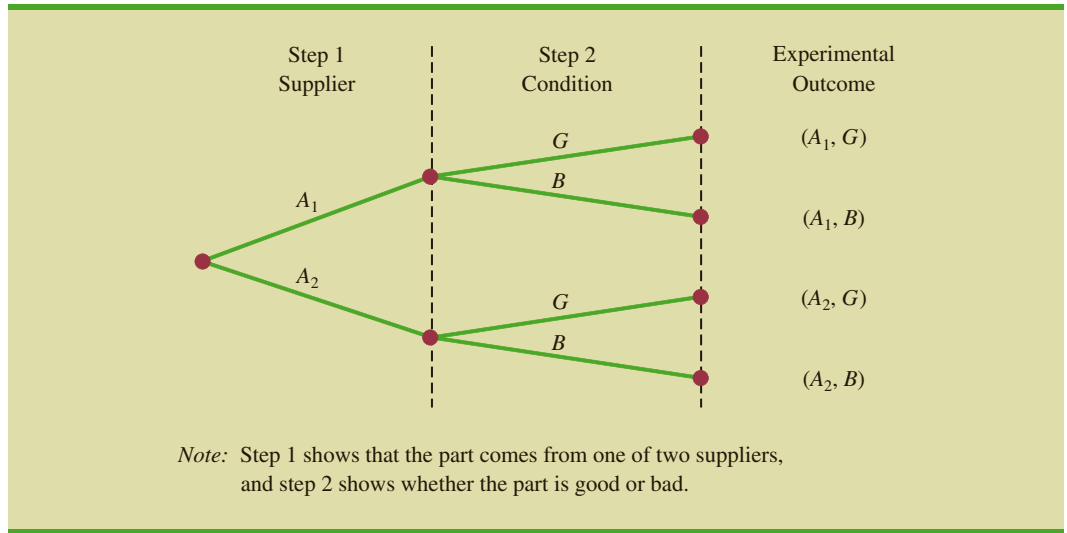 Step 1
Supplier
Step 2
Condition
Experimental
Outcome
G
(A₁, G)
B
A₁
(A₁, B)
A₂
G
(A₂, G)
B
(A₂, B)
Note: Step 1 shows that the part comes from one of two suppliers,
and step 2 shows whether the part is good or bad.